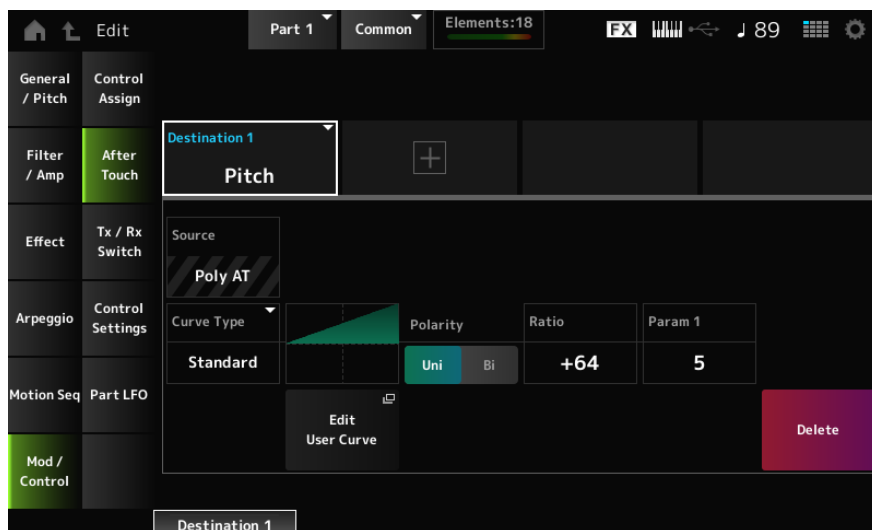 Edit
Part 1
Common
Elements:18
FX
89
General
/ Pitch
Control
Assign
Filter
/ Amp
After
Touch
Destination 1
Pitch
Effect
Tx / Rx
Switch
Source
Poly AT
Arpeggio
Control
Settings
Curve Type
Standard
Polarity
Uni
Bi
Ratio
+64
Param 1
5
Motion Seq
Part LFO
Edit
User Curve
Delete
Mod /
Control
Destination 1